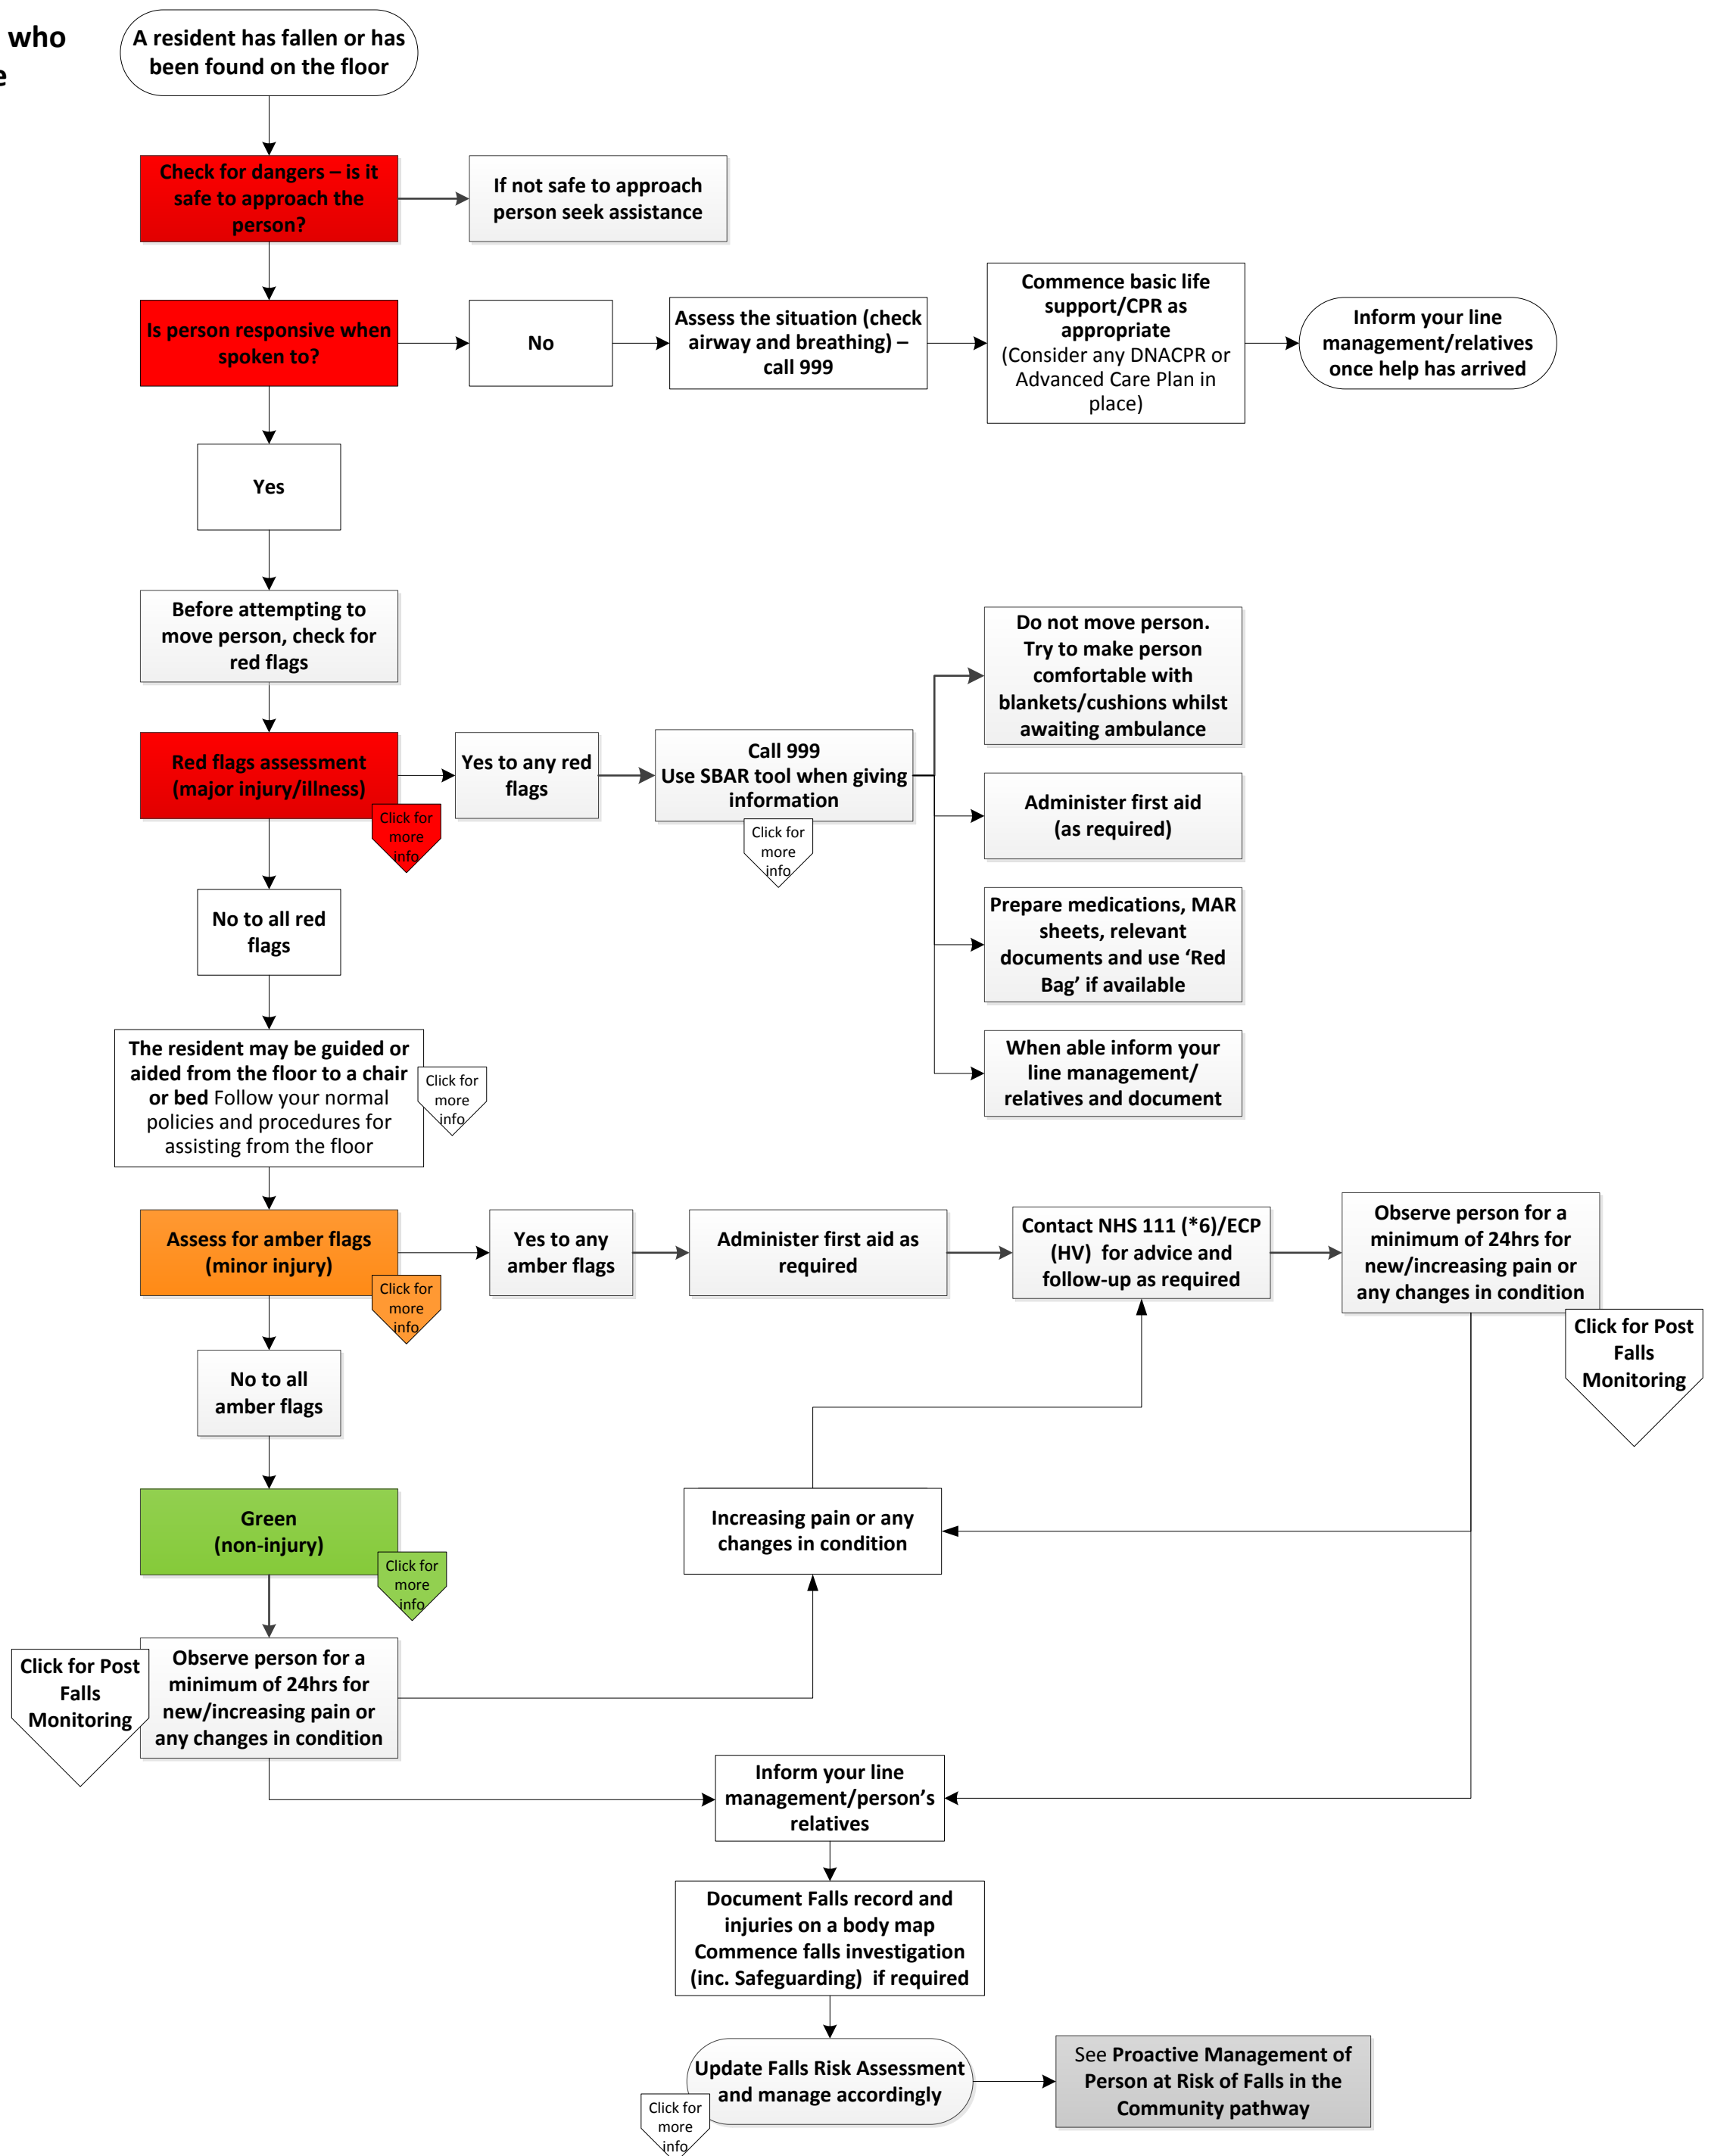 who
e
A resident has fallen or has
been found on the floor
Check for dangers – is it
safe to approach the
person?
If not safe to approach
person seek assistance
Is person responsive when
spoken to?
No
Assess the situation (check
airway and breathing) –
call 999
Commence basic life
support/CPR as
appropriate
(Consider any DNACPR or
Advanced Care Plan in
place)
Inform your line
management/relatives
once help has arrived
Yes
Before attempting to
move person, check for
red flags
Red flags assessment
(major injury/illness)
Click for
more
info
Yes to any red
flags
Call 999
Use SBAR tool when giving
information
Click for
more
info
Do not move person.
Try to make person
comfortable with
blankets/cushions whilst
awaiting ambulance
Administer first aid
(as required)
Prepare medications, MAR
sheets, relevant
documents and use ‘Red
Bag’ if available
When able inform your
line management/
relatives and document
No to all red
flags
The resident may be guided or
aided from the floor to a chair
or bed Follow your normal
policies and procedures for
assisting from the floor
Click for
more
info
Assess for amber flags
(minor injury)
Click for
more
info
Yes to any
amber flags
Administer first aid as
required
Contact NHS 111 (*6)/ECP
(HV) for advice and
follow-up as required
Observe person for a
minimum of 24hrs for
new/increasing pain or
any changes in condition
Click for Post
Falls
Monitoring
No to all
amber flags
Green
(non-injury)
Click for
more
info
Increasing pain or any
changes in condition
Click for Post
Falls
Monitoring
Observe person for a
minimum of 24hrs for
new/increasing pain or
any changes in condition
Inform your line
management/person’s
relatives
Document Falls record and
injuries on a body map
Commence falls investigation
(inc. Safeguarding) if required
Update Falls Risk Assessment
and manage accordingly
Click for
more
info
See Proactive Management of
Person at Risk of Falls in the
Community pathway